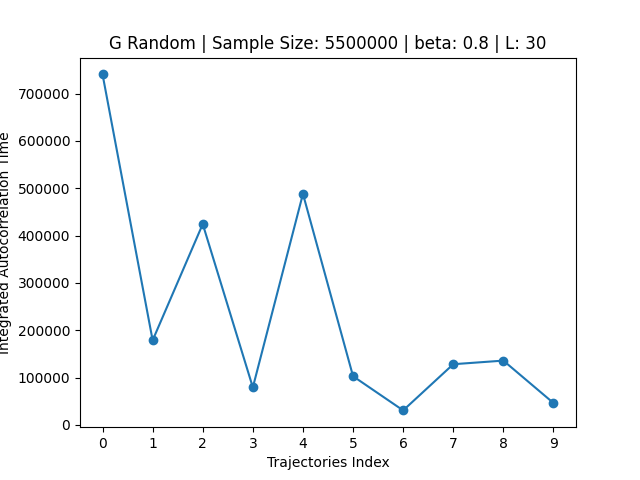 G Random | Sample Size: 5500000 | beta: 0.8 | L: 30
Integrated Autocorrelation Time
700000
600000
500000
400000
300000
200000
100000
0
0 1 2 3 4 5 6 7 8 9
Trajectories Index